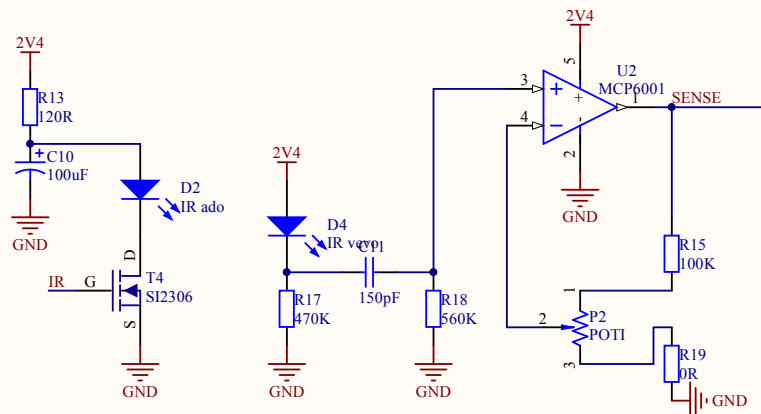 2V4
R13
120R
C10
100uF
GND
D2
IR ado
IR
G
D
S
T4
SI2306
GND
2V4
D4
IR vevo
C11
150pF
R17
470K
GND
R18
560K
GND
2V4
5
U2
MCP6001
3
4
1
SENSE
2
GND
R15
100K
1
2
P2
POTI
3
R19
0R
GND